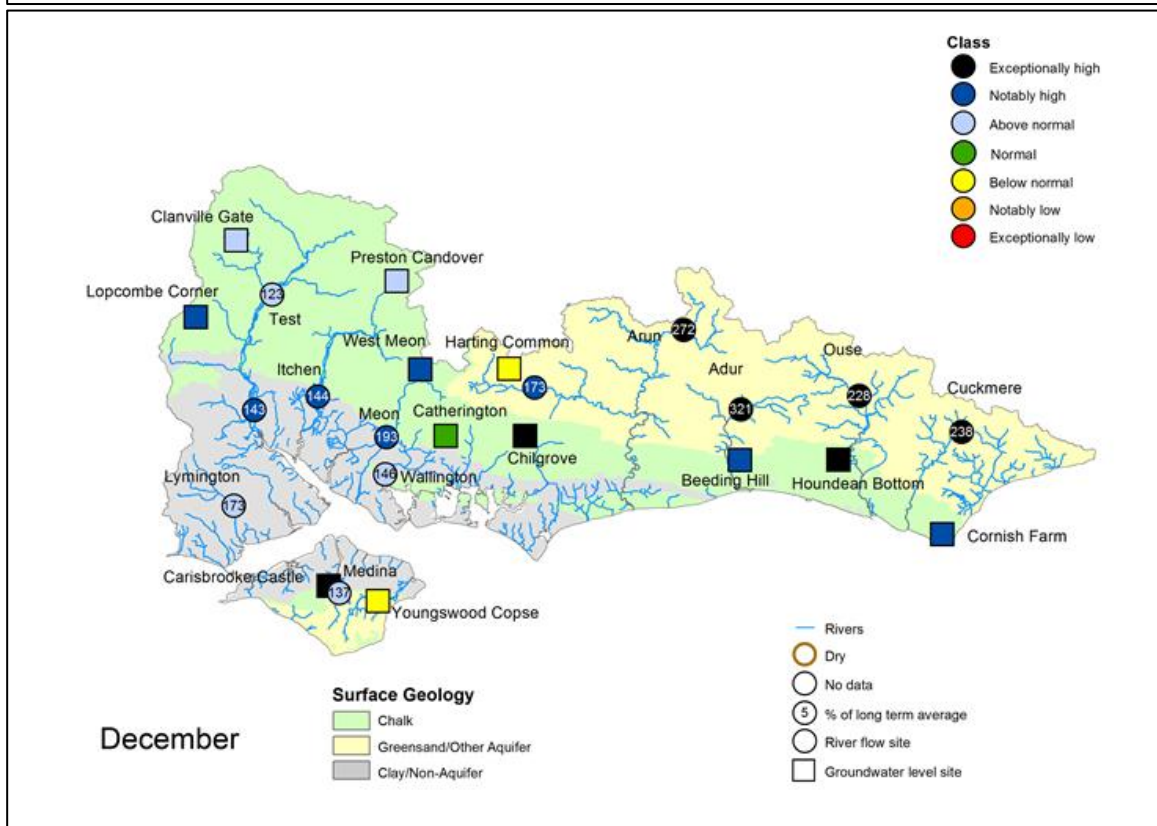 Class
Exceptionally high
Notably high
Above normal
Normal
Below normal
Notably low
Exceptionally low
Clanville Gate
Preston Candover
Lopcombe Corner
123
Test
West Meon
Harting Common
Arun
272
Adur
Ouse
Cuckmere
Itchen
144
173
143
Meon
193
Catherington
Chilgrove
321
228
238
146
Wallington
Beeding Hill
Houndean Bottom
Lymington
173
Cornish Farm
Carisbrooke Castle
Medina
137
Youngswood Copse
December
Surface Geology
Chalk
Greensand/Other Aquifer
Clay/Non-Aquifer
Rivers
Dry
No data
5
% of long term average
River flow site
Groundwater level site